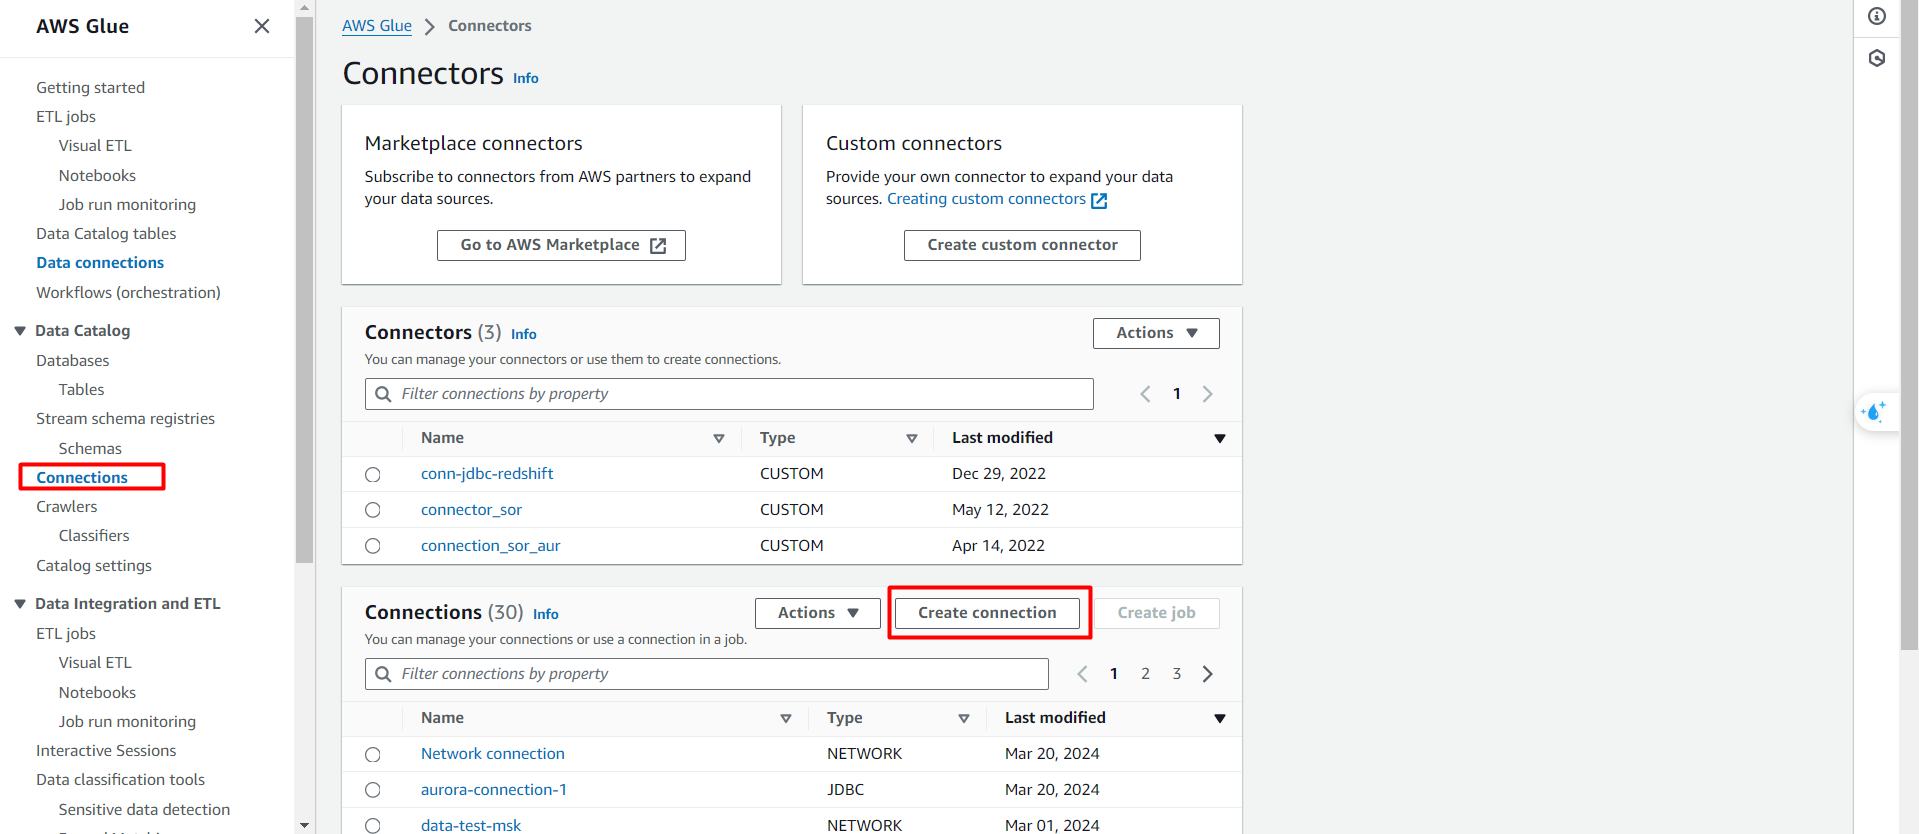 AWS Glue
Getting started
ETL jobs
Visual ETL
Notebooks
Job run monitoring
Data Catalog tables
Data connections
Workflows (orchestration)
Data Catalog
Databases
Tables
Stream schema registries
Schemas
Connections
Crawlers
Classifiers
Catalog settings
Data Integration and ETL
ETL jobs
Visual ETL
Notebooks
Job run monitoring
Interactive Sessions
Data classification tools
Sensitive data detection
AWS Glue > Connectors
Connectors Info
Marketplace connectors
Subscribe to connectors from AWS partners to expand
your data sources.
Go to AWS Marketplace
Custom connectors
Provide your own connector to expand your data
sources. Creating custom connectors
Create custom connector
Connectors (3) Info
Actions
You can manage your connectors or use them to create connections.
Filter connections by property
1
Name Type Last modified
conn-jdbc-redshift CUSTOM Dec 29, 2022
connector_sor CUSTOM May 12, 2022
connection_sor_aur CUSTOM Apr 14, 2022
Connections (30) Info
Actions Create connection Create job
You can manage your connections or use a connection in a job.
Filter connections by property
1 2 3
Name Type Last modified
Network connection NETWORK Mar 20, 2024
aurora-connection-1 JDBC Mar 20, 2024
data-test-msk NETWORK Mar 01, 2024